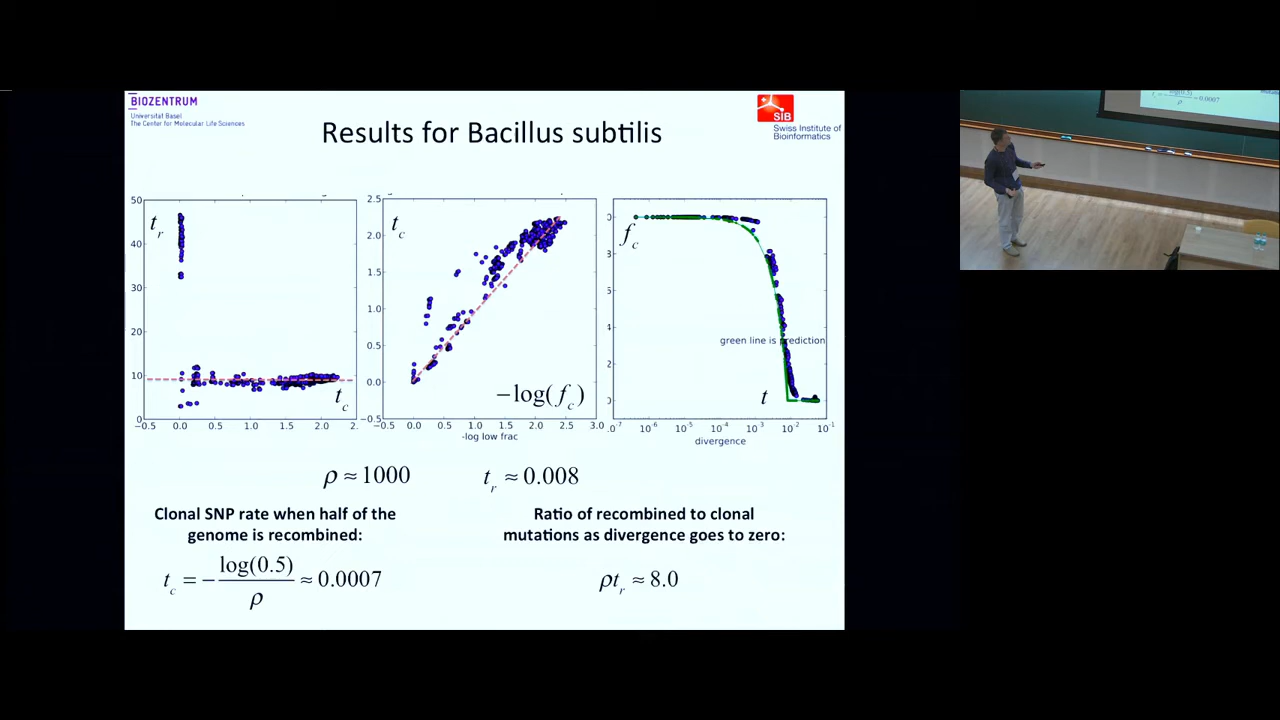 BIOZENTRUM
Universität Basel
The Center for Molecular Life Sciences
SIB
Swiss Institute of
Bioinformatics
Results for Bacillus subtilis
50
40
30
20
10
0
-0.5 0.0 0.5 1.0 1.5 2.0 2.
t_r
t_c
2.5
2.0
1.5
1.0
0.5
0.0
-0.5
0.0 0.5 1.0 1.5 2.0 2.5 3.0
t_c
-log(f_c)
-log low frac
0
8
6
4
2
0
f_c
green line is prediction
t
.0^-7 10^-6 10^-5 10^-4 10^-3 10^-2 10^-1
divergence
ρ ≈ 1000
t_r ≈ 0.008
Clonal SNP rate when half of the
genome is recombined:
t_c = - log(0.5) / ρ ≈ 0.0007
Ratio of recombined to clonal
mutations as divergence goes to zero:
ρt_r ≈ 8.0